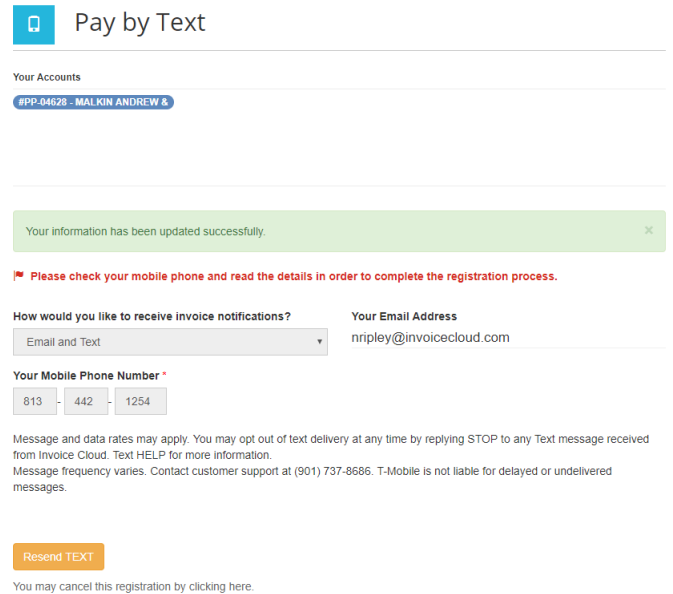 Pay by Text
Your Accounts
#PP-04628 - MALKIN ANDREW &
Your information has been updated successfully.
×
Please check your mobile phone and read the details in order to complete the registration process.
How would you like to receive invoice notifications?
Email and Text
Your Email Address
nripley@invoicecloud.com
Your Mobile Phone Number *
813 - 442 - 1254
Message and data rates may apply. You may opt out of text delivery at any time by replying STOP to any Text message received
from Invoice Cloud. Text HELP for more information.
Message frequency varies. Contact customer support at (901) 737-8686. T-Mobile is not liable for delayed or undelivered
messages.
Resend TEXT
You may cancel this registration by clicking here.